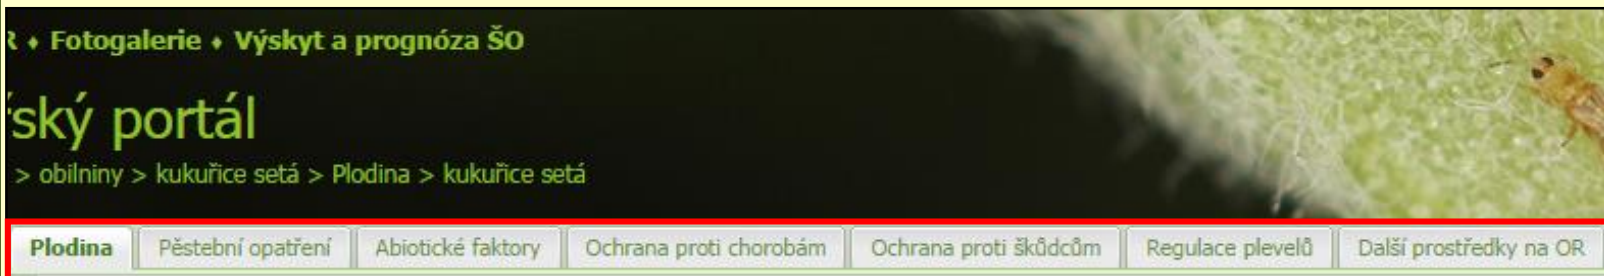 ♦ Fotogalerie ♦ Výskyt a prognóza ŠO
ský portál
> obilniny > kukuřice setá > Plodina > kukuřice setá
Plodina Pěstební opatření Abiotické faktory Ochrana proti chorobám Ochrana proti škůdcům Regulace plevelů Další prostředky na OR